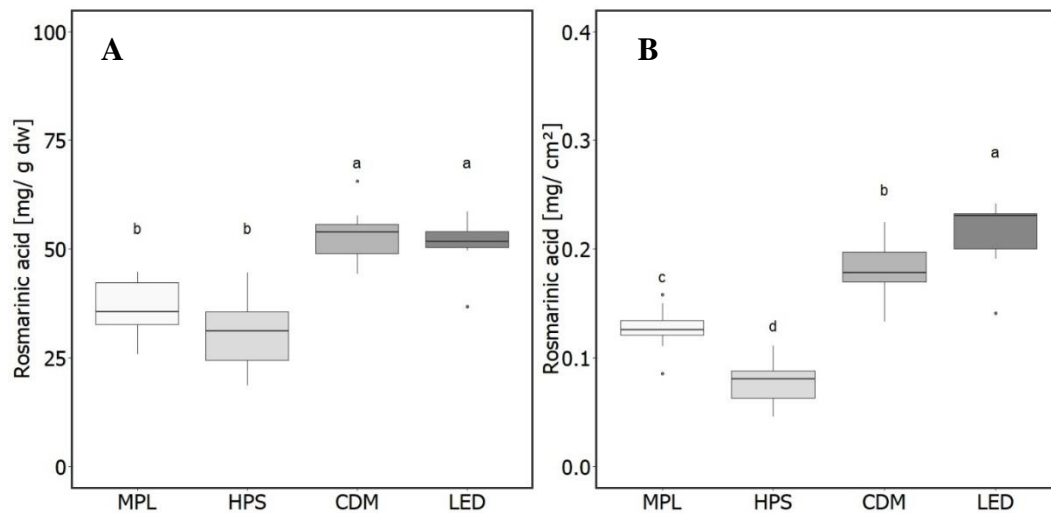 A
Rosmarinic acid [mg/ g dw]
100
75
50
25
0
b
b
a
a
MPL
HPS
CDM
LED
B
Rosmarinic acid [mg/ cm²]
0.4
0.3
0.2
0.1
0.0
c
d
b
a
MPL
HPS
CDM
LED